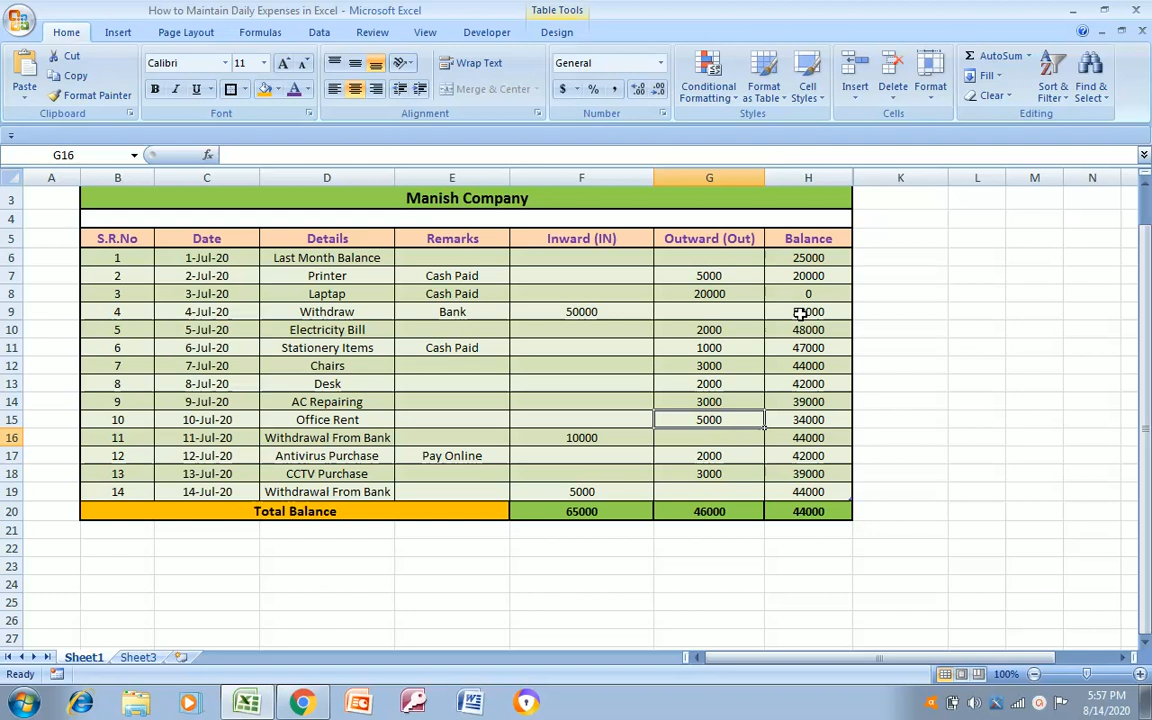 How to Maintain Daily Expenses in Excel - Microsoft Excel
Table Tools
Home Insert Page Layout Formulas Data Review View Developer Design
Paste
Cut
Copy
Format Painter
Clipboard
Calibri 11
B I U
Font
Wrap Text
Merge & Center
Alignment
General
$ % ,
Number
Conditional Formatting
Format as Table
Cell Styles
Styles
Insert Delete Format
Cells
Σ AutoSum
Fill
Clear
Sort & Filter
Find & Select
Editing
G16 fx
A B C D E F G H K L M N
3 Manish Company
4
5 S.R.No Date Details Remarks Inward (IN) Outward (Out) Balance
6 1 1-Jul-20 Last Month Balance 25000
7 2 2-Jul-20 Printer Cash Paid 5000 20000
8 3 3-Jul-20 Laptap Cash Paid 20000 0
9 4 4-Jul-20 Withdraw Bank 50000
10 5 5-Jul-20 Electricity Bill 2000 48000
11 6 6-Jul-20 Stationery Items Cash Paid 1000 47000
12 7 7-Jul-20 Chairs 3000 44000
13 8 8-Jul-20 Desk 2000 42000
14 9 9-Jul-20 AC Repairing 3000 39000
15 10 10-Jul-20 Office Rent 5000 34000
16 11 11-Jul-20 Withdrawal From Bank 10000 44000
17 12 12-Jul-20 Antivirus Purchase Pay Online 2000 42000
18 13 13-Jul-20 CCTV Purchase 3000 39000
19 14 14-Jul-20 Withdrawal From Bank 5000 44000
20 Total Balance 65000 46000 44000
21
22
23
24
25
26
27
Sheet1 Sheet3
Ready 100%
5:57 PM
8/14/2020